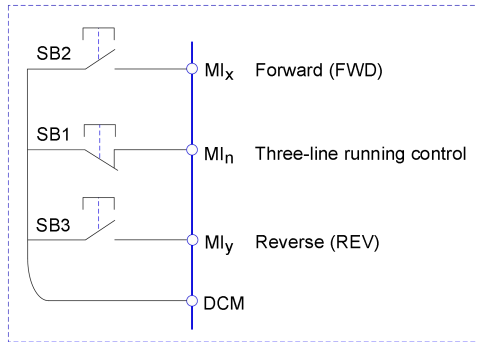 SB2 MIx Forward (FWD)
SB1 MIn Three-line running control
SB3 MIy Reverse (REV)
DCM